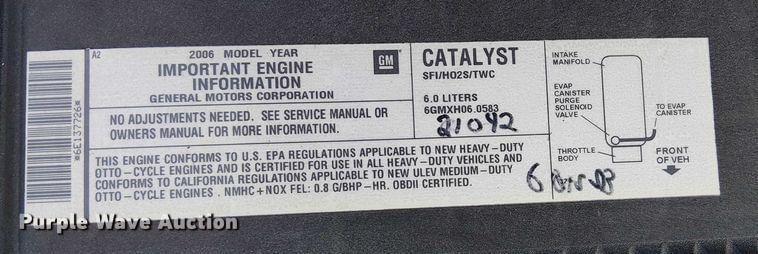 *6E137726*
A2
2006 MODEL YEAR
IMPORTANT ENGINE
INFORMATION
GENERAL MOTORS CORPORATION
GM
NO ADJUSTMENTS NEEDED. SEE SERVICE MANUAL OR
OWNERS MANUAL FOR MORE INFORMATION.
CATALYST
SFI/HO2S/TWC
6.0 LITERS
6GMXH06.0583
21042
INTAKE
MANIFOLD
EVAP
CANISTER
PURGE
SOLENOID
VALVE
TO EVAP
CANISTER
THROTTLE
BODY
FRONT
OF VEH
THIS ENGINE CONFORMS TO U.S. EPA REGULATIONS APPLICABLE TO NEW HEAVY-DUTY
OTTO-CYCLE ENGINES AND IS CERTIFIED FOR USE IN ALL HEAVY-DUTY VEHICLES AND
CONFORMS TO CALIFORNIA REGULATIONS APPLICABLE TO NEW ULEV MEDIUM-DUTY
OTTO-CYCLE ENGINES. NMHC+NOX FEL: 0.8 G/BHP-HR. OBDII CERTIFIED.
Purple Wave Auction